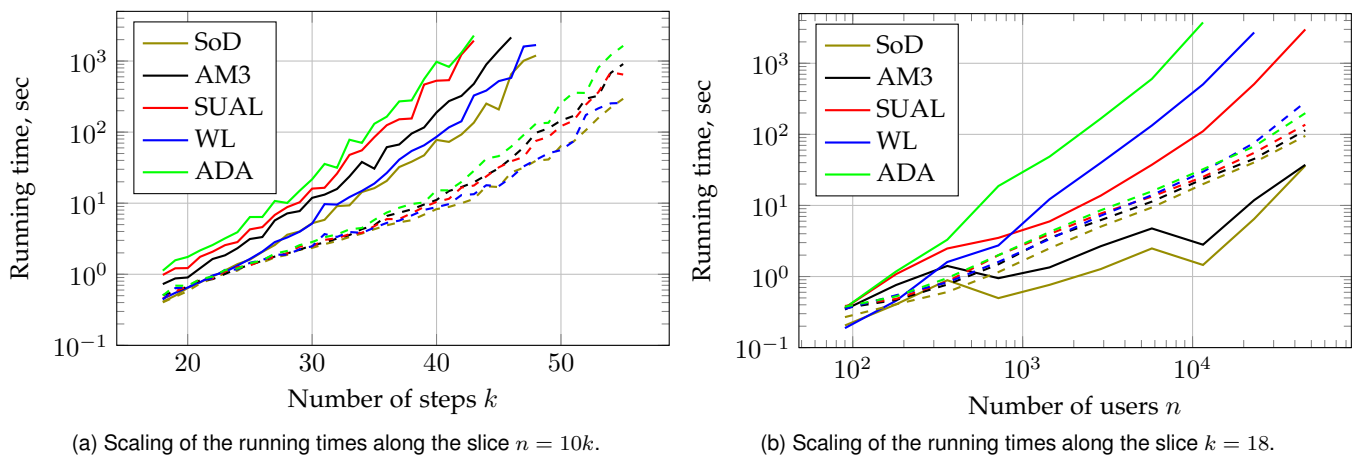 10^3
10^2
10^1
10^0
10^−1
Running time, sec
SoD
AM3
SUAL
WL
ADA
20 30 40 50
Number of steps k
(a) Scaling of the running times along the slice n = 10k.
10^3
10^2
10^1
10^0
10^−1
Running time, sec
SoD
AM3
SUAL
WL
ADA
10^2 10^3 10^4
Number of users n
(b) Scaling of the running times along the slice k = 18.